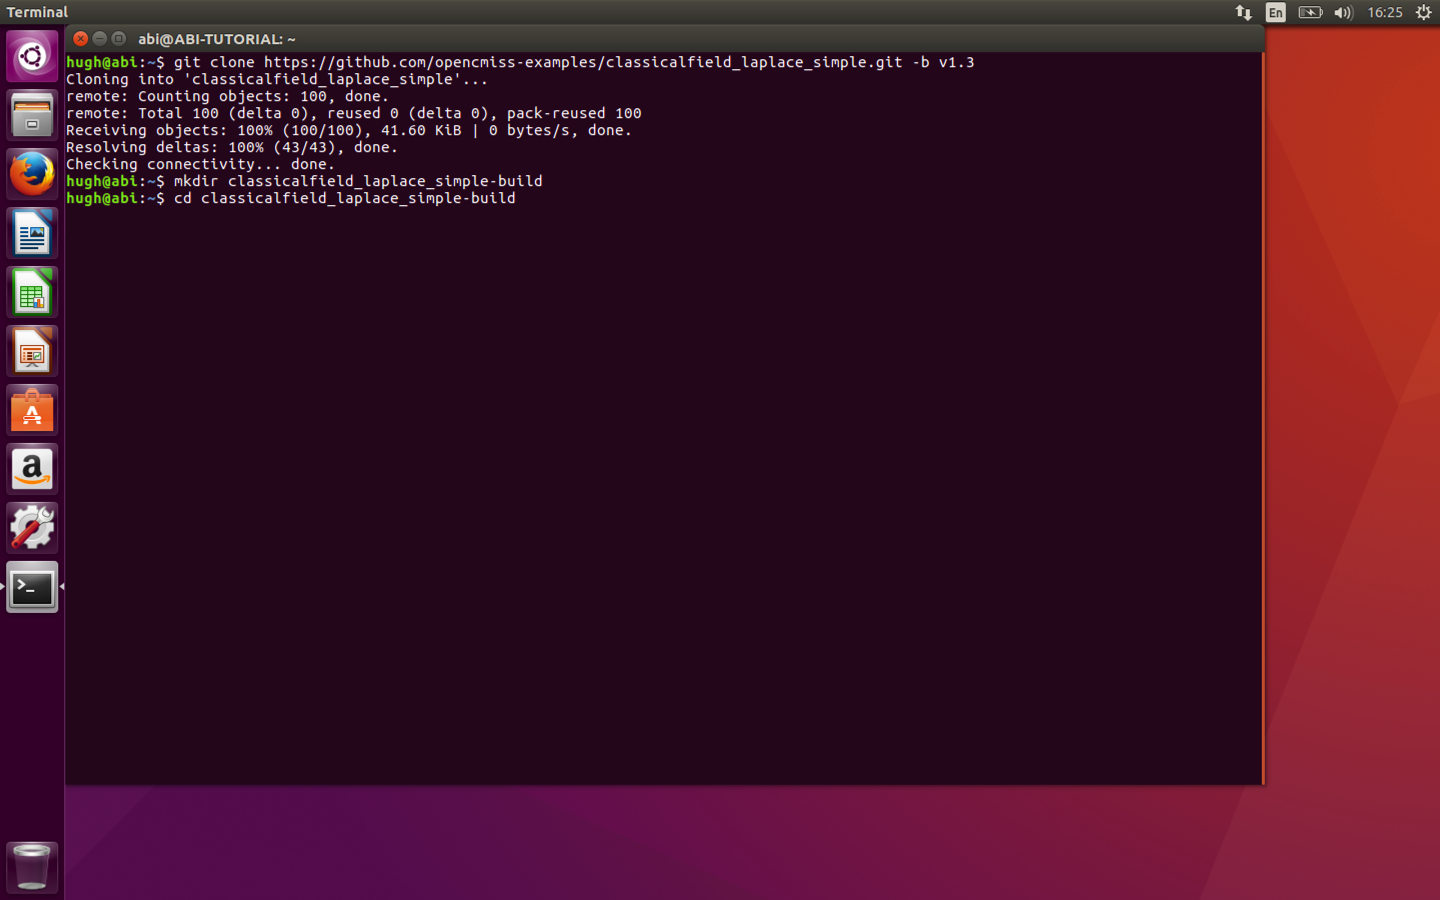 Terminal
En
16:25
abi@ABI-TUTORIAL: ~
hugh@abi:~$ git clone https://github.com/opencmiss-examples/classicalfield_laplace_simple.git -b v1.3
Cloning into 'classicalfield_laplace_simple'...
remote: Counting objects: 100, done.
remote: Total 100 (delta 0), reused 0 (delta 0), pack-reused 100
Receiving objects: 100% (100/100), 41.60 KiB | 0 bytes/s, done.
Resolving deltas: 100% (43/43), done.
Checking connectivity... done.
hugh@abi:~$ mkdir classicalfield_laplace_simple-build
hugh@abi:~$ cd classicalfield_laplace_simple-build